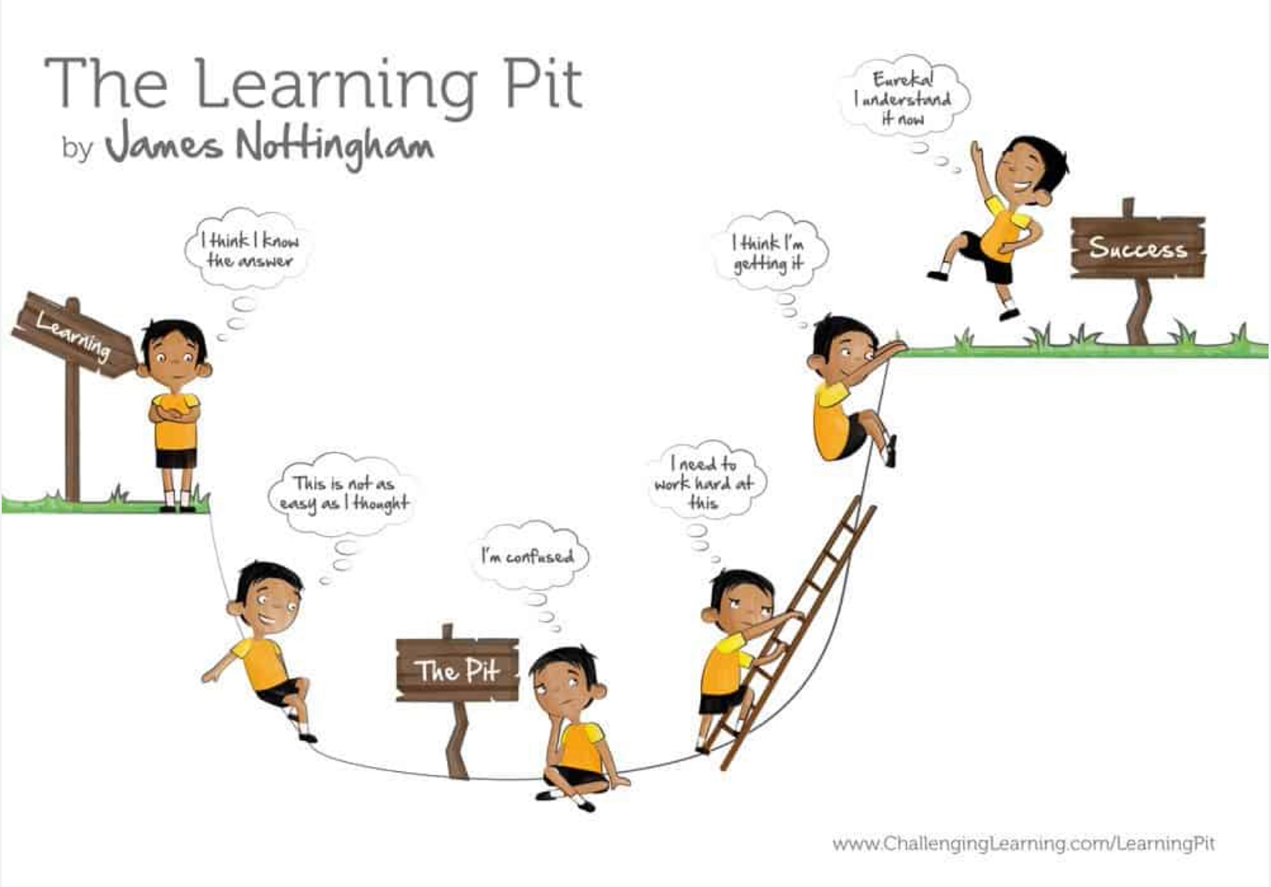 The Learning Pit
by James Nottingham
Eureka!
I understand
it now
I think I know
the answer
I think I'm
getting it
Success
Learning
This is not as
easy as I thought
I need to
work hard at
this
I'm confused
The Pit
www.ChallengingLearning.com/LearningPit